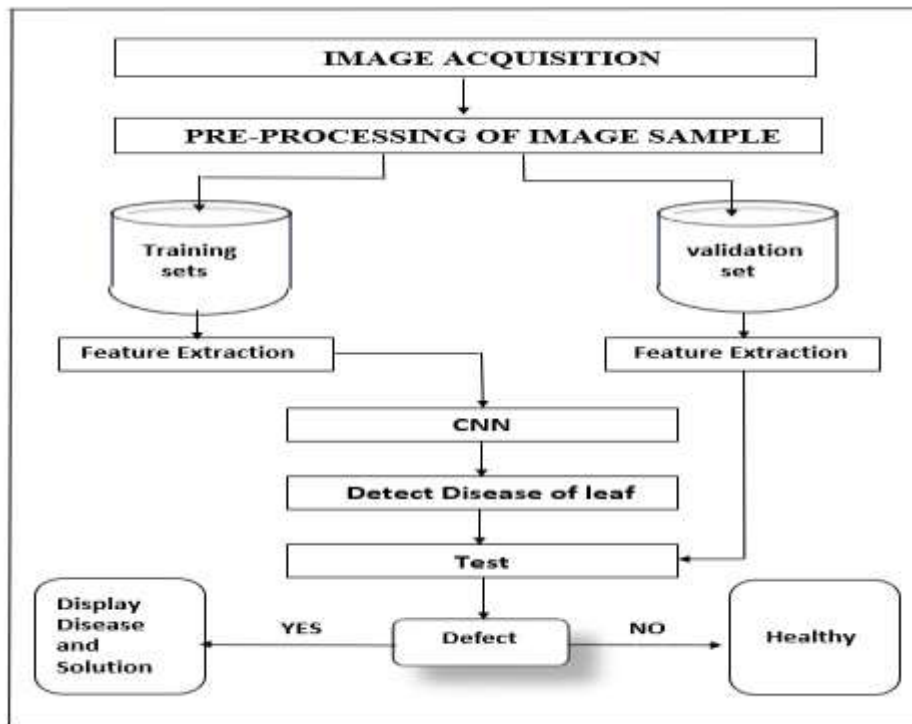 IMAGE ACQUISITION
PRE-PROCESSING OF IMAGE SAMPLE
Training
sets
validation
set
Feature Extraction
Feature Extraction
CNN
Detect Disease of leaf
Test
Display
Disease
and
Solution
YES
Defect
NO
Healthy